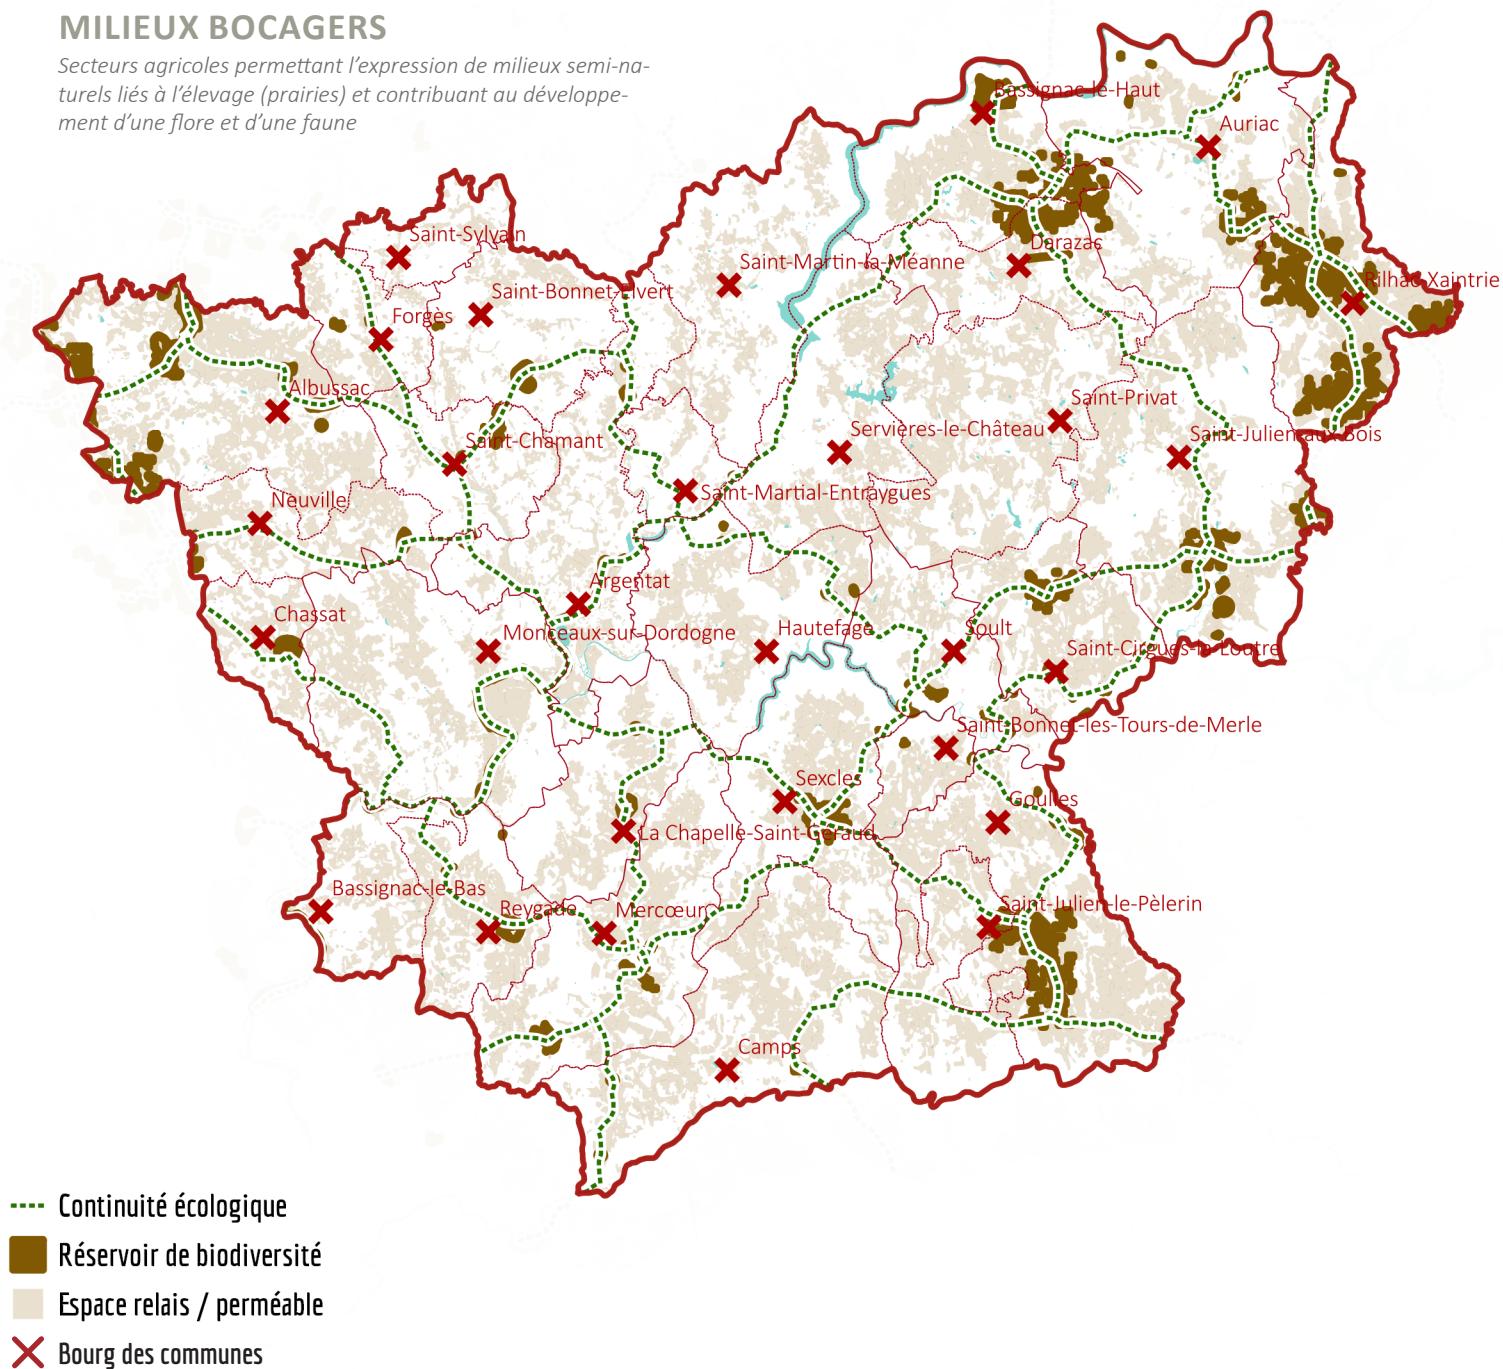 MILIEUX BOCAGERS
Secteurs agricoles permettant l’expression de milieux semi-na-
turels liés à l’élevage (prairies) et contribuant au développe-
ment d’une flore et d’une faune
Bassignac-le-Haut
Auriac
Saint-Sylvain
Darazac
Saint-Martin-la-Méanne
Rilhac-Xaintrie
Saint-Bonnet-Elvert
Forgès
Albussac
Saint-Privat
Servières-le-Château
Saint-Julien-aux-Bois
Saint-Chamant
Saint-Martial-Entraygues
Neuville
Argentat
Chassat
Monceaux-sur-Dordogne
Hautefage
Soult
Saint-Cirgues-la-Loutre
Saint-Bonnet-les-Tours-de-Merle
Sexcles
Goulles
La Chapelle-Saint-Géraud
Bassignac-le-Bas
Reygade
Mercœur
Saint-Julien-le-Pèlerin
Camps
Continuité écologique
Réservoir de biodiversité
Espace relais / perméable
Bourg des communes